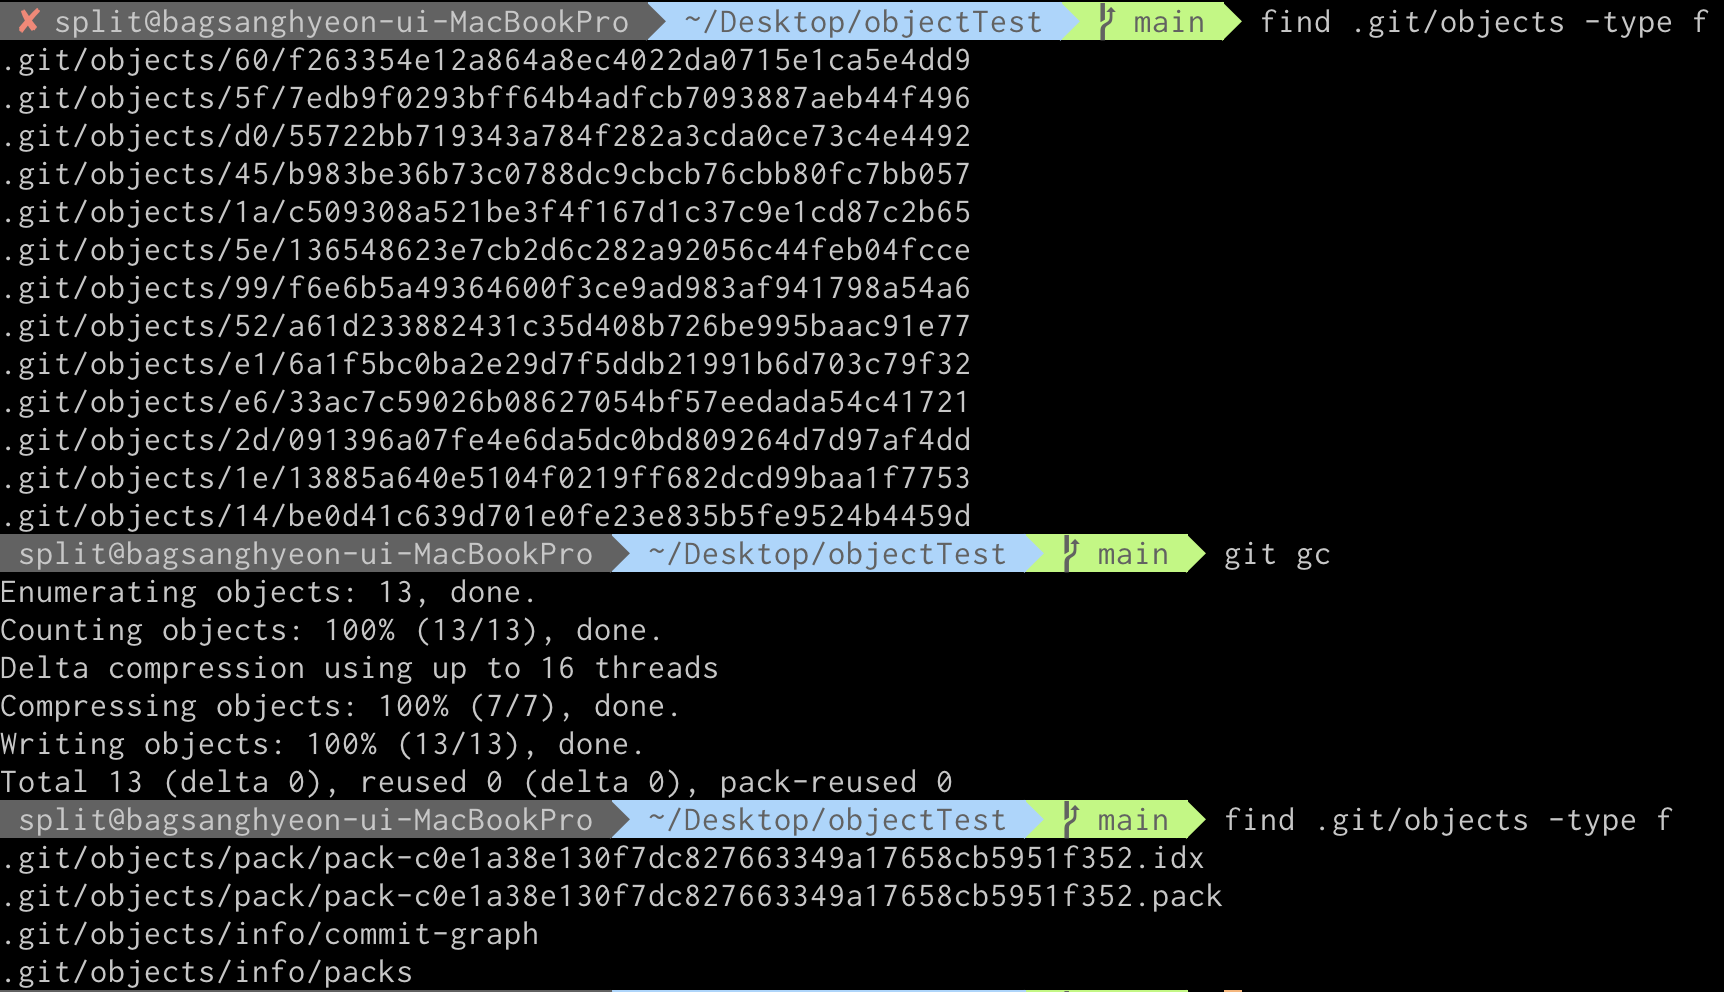 ✘ split@bagsanghyeon-ui-MacBookPro ~/Desktop/objectTest main find .git/objects -type f
.git/objects/60/f263354e12a864a8ec4022da0715e1ca5e4dd9
.git/objects/5f/7edb9f0293bff64b4adfcb7093887aeb44f496
.git/objects/d0/55722bb719343a784f282a3cda0ce73c4e4492
.git/objects/45/b983be36b73c0788dc9cbcb76cbb80fc7bb057
.git/objects/1a/c509308a521be3f4f167d1c37c9e1cd87c2b65
.git/objects/5e/136548623e7cb2d6c282a92056c44feb04fcce
.git/objects/99/f6e6b5a49364600f3ce9ad983af941798a54a6
.git/objects/52/a61d233882431c35d408b726be995baac91e77
.git/objects/e1/6a1f5bc0ba2e29d7f5ddb21991b6d703c79f32
.git/objects/e6/33ac7c59026b08627054bf57eedada54c41721
.git/objects/2d/091396a07fe4e6da5dc0bd809264d7d97af4dd
.git/objects/1e/13885a640e5104f0219ff682dcd99baa1f7753
.git/objects/14/be0d41c639d701e0fe23e835b5fe9524b4459d
split@bagsanghyeon-ui-MacBookPro ~/Desktop/objectTest main git gc
Enumerating objects: 13, done.
Counting objects: 100% (13/13), done.
Delta compression using up to 16 threads
Compressing objects: 100% (7/7), done.
Writing objects: 100% (13/13), done.
Total 13 (delta 0), reused 0 (delta 0), pack-reused 0
split@bagsanghyeon-ui-MacBookPro ~/Desktop/objectTest main find .git/objects -type f
.git/objects/pack/pack-c0e1a38e130f7dc827663349a17658cb5951f352.idx
.git/objects/pack/pack-c0e1a38e130f7dc827663349a17658cb5951f352.pack
.git/objects/info/commit-graph
.git/objects/info/packs